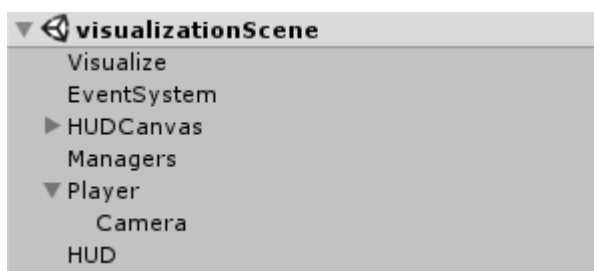 visualizationScene
Visualize
EventSystem
HUDCanvas
Managers
Player
Camera
HUD